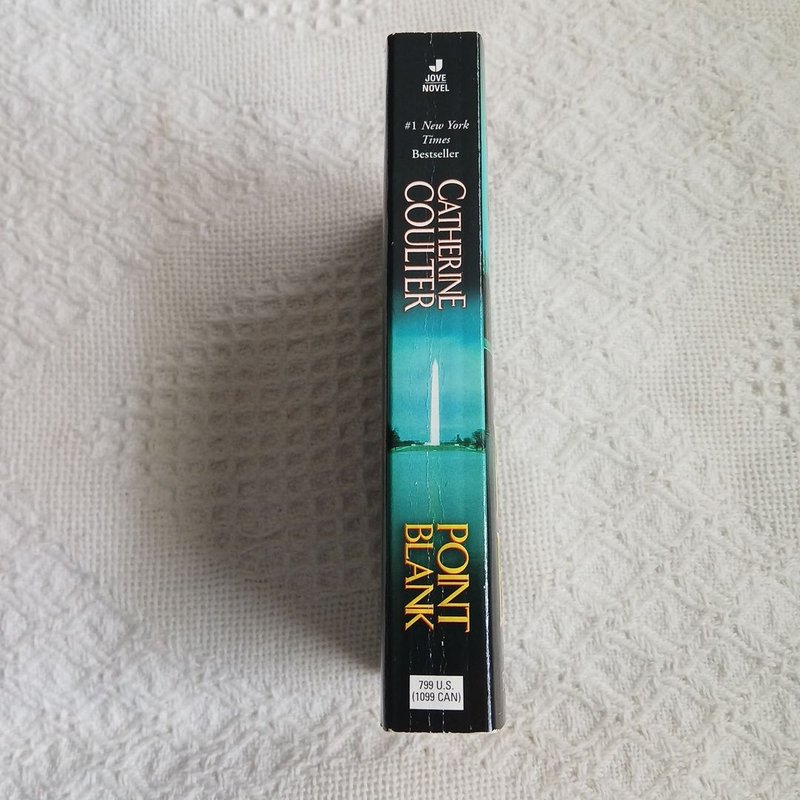 J
JOVE
NOVEL
#1 New York
Times
Bestseller
CATHERINE
COULTER
POINT
BLANK
799 U.S.
(1099 CAN)